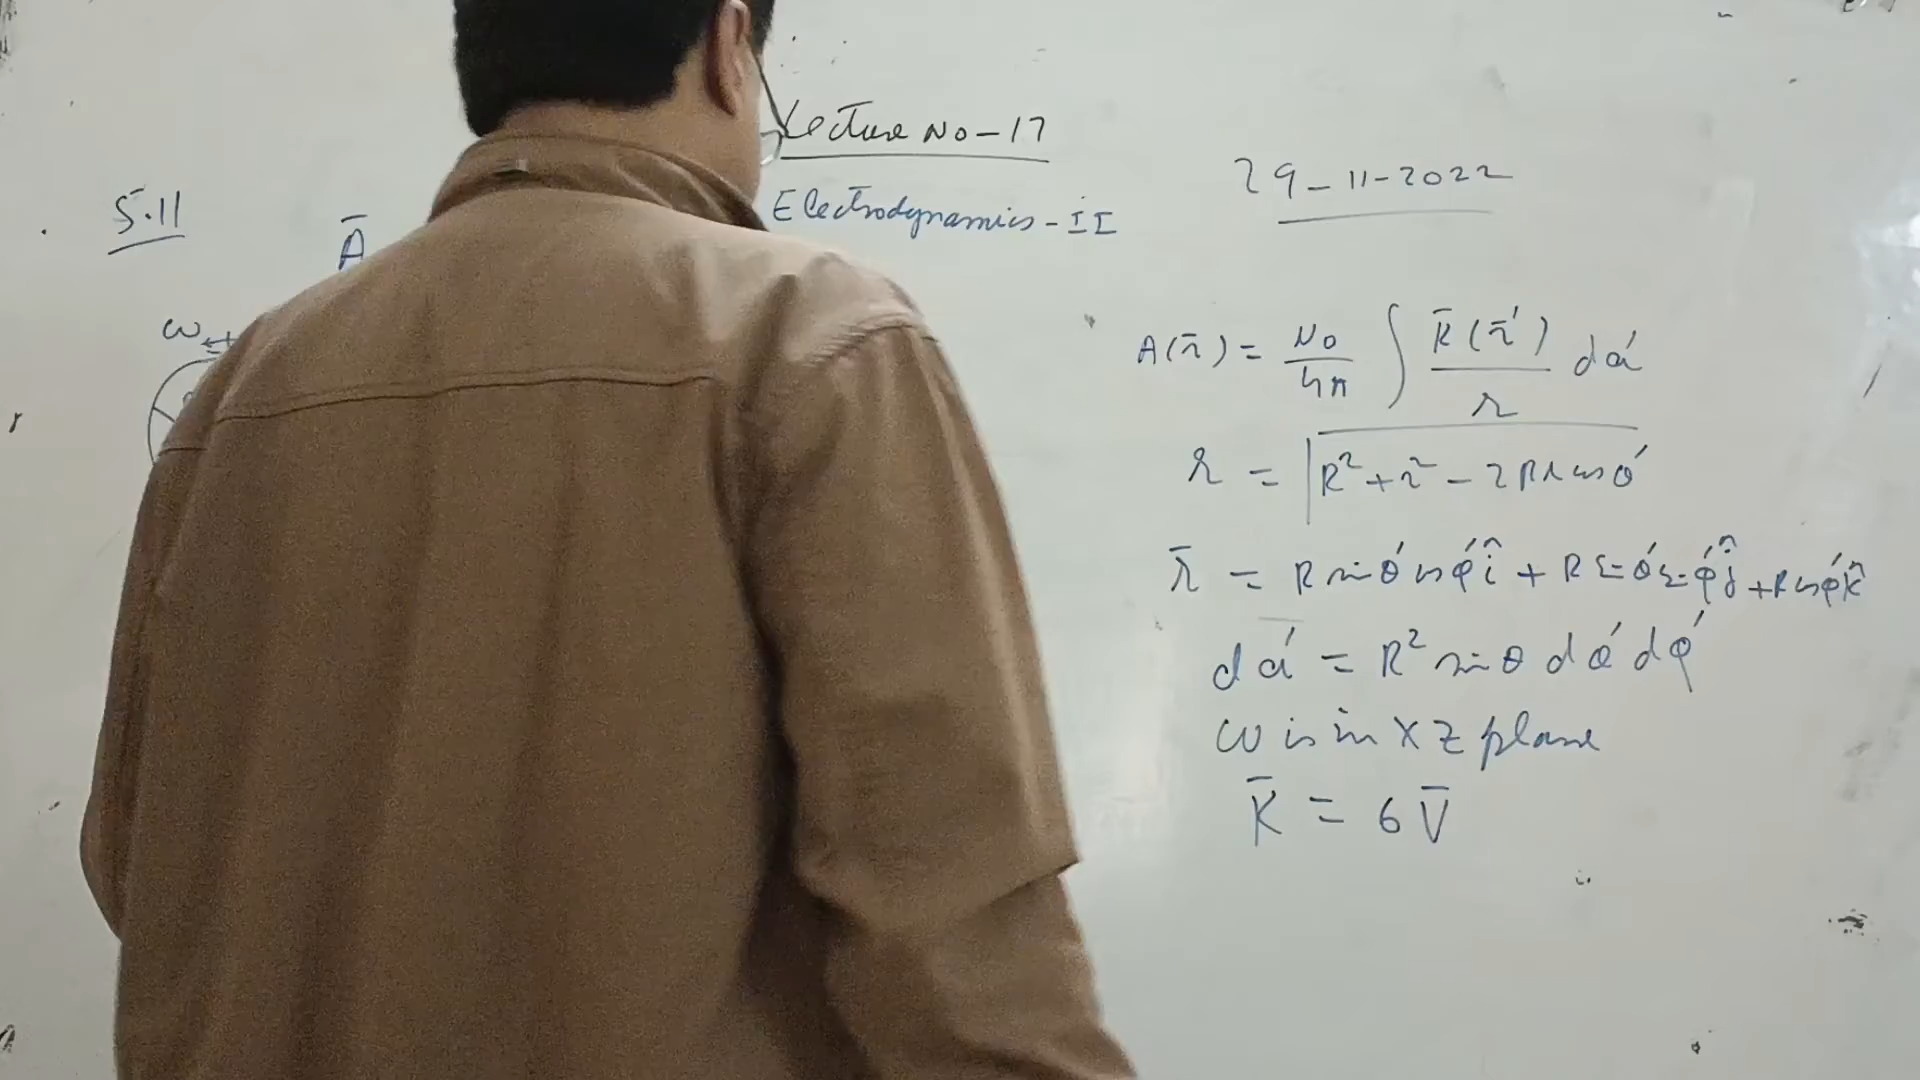 Lecture No-17
29-11-2022
Electrodynamics-II
5.11
Ā
ω
A(r̄) = μ₀/4π ∫ K̄(r̄′)/r da′
r = √R²+r²-2Rr cosθ′
r̄ = R sinθ′ cosφ′ î + R sinθ′ sinφ′ ĵ + R cosφ′ k̂
da′ = R² sinθ dθ′ dφ′
ω is in XZ plane
K̄ = σ V̄